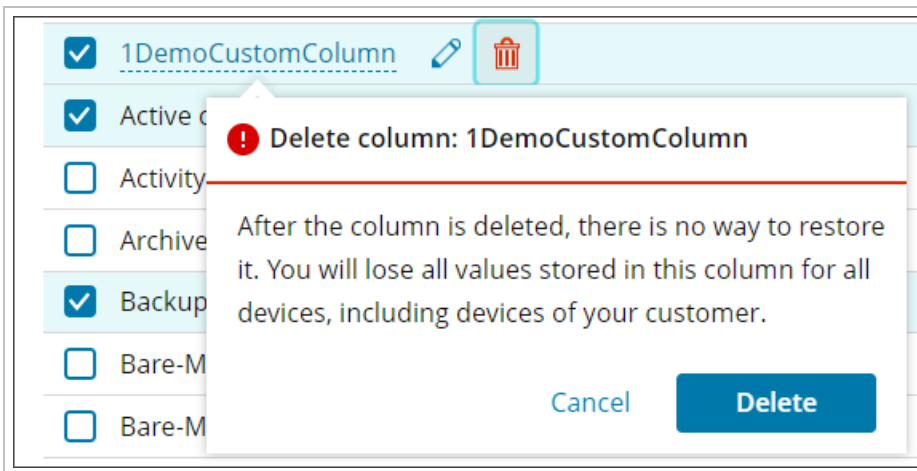 1DemoCustomColumn
Active
Delete column: 1DemoCustomColumn
Activity
After the column is deleted, there is no way to restore
Archive
it. You will lose all values stored in this column for all
Backup
devices, including devices of your customer.
Bare-M
Cancel Delete
Bare-M